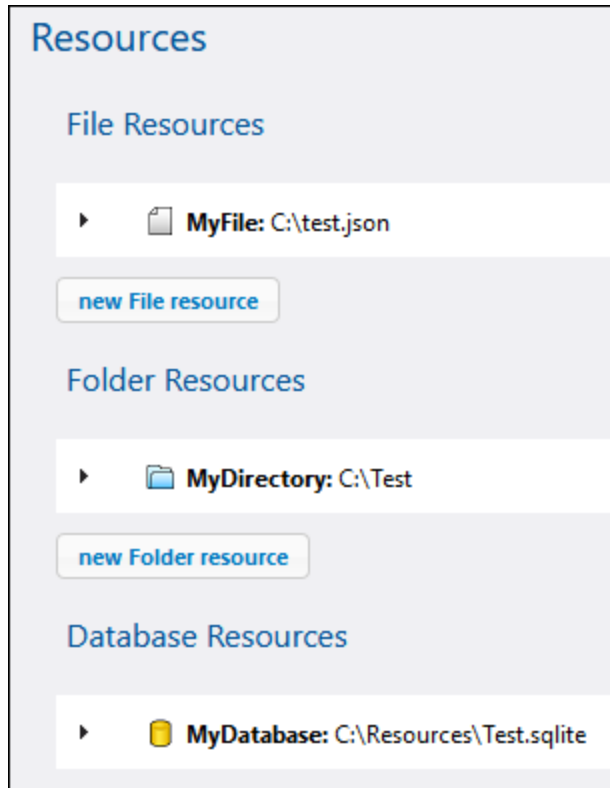 Resources
File Resources
MyFile: C:\test.json
new File resource
Folder Resources
MyDirectory: C:\Test
new Folder resource
Database Resources
MyDatabase: C:\Resources\Test.sqlite